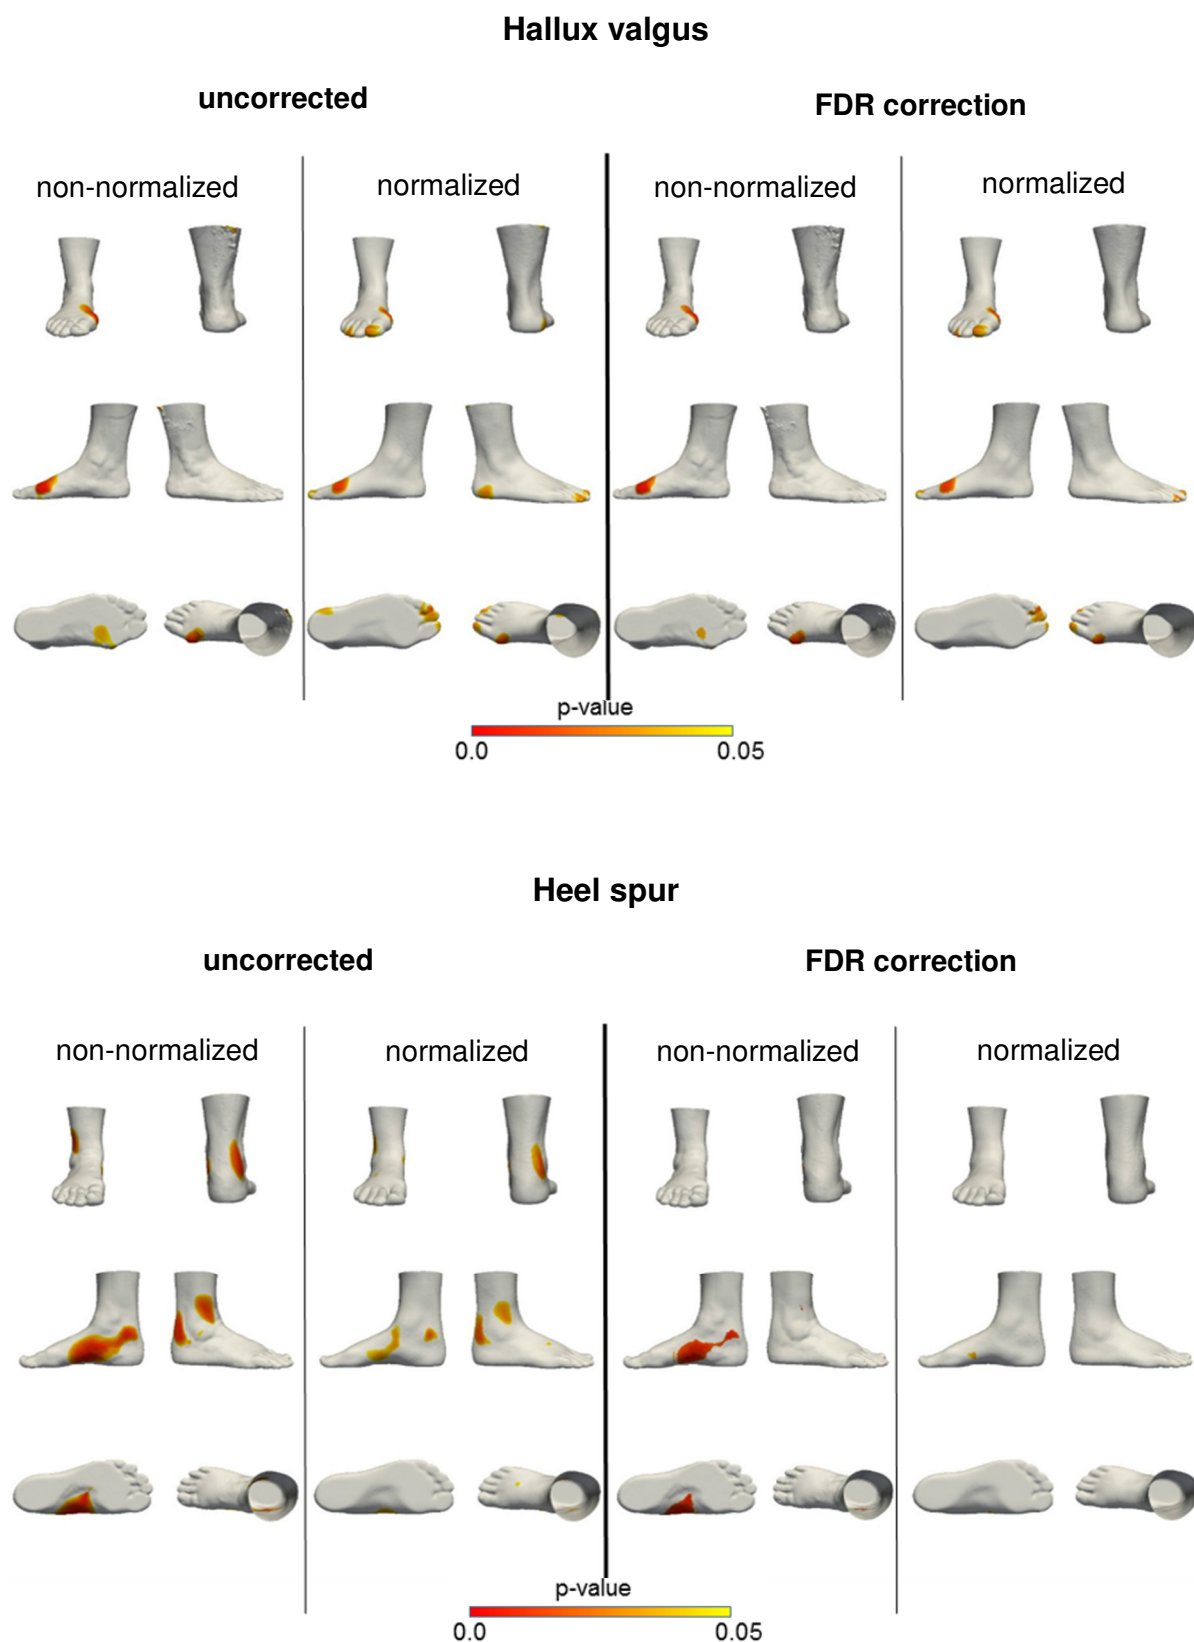 Hallux valgus
uncorrected
FDR correction
non-normalized
normalized
non-normalized
normalized
p-value
0.0
0.05
Heel spur
uncorrected
FDR correction
non-normalized
normalized
non-normalized
normalized
p-value
0.0
0.05